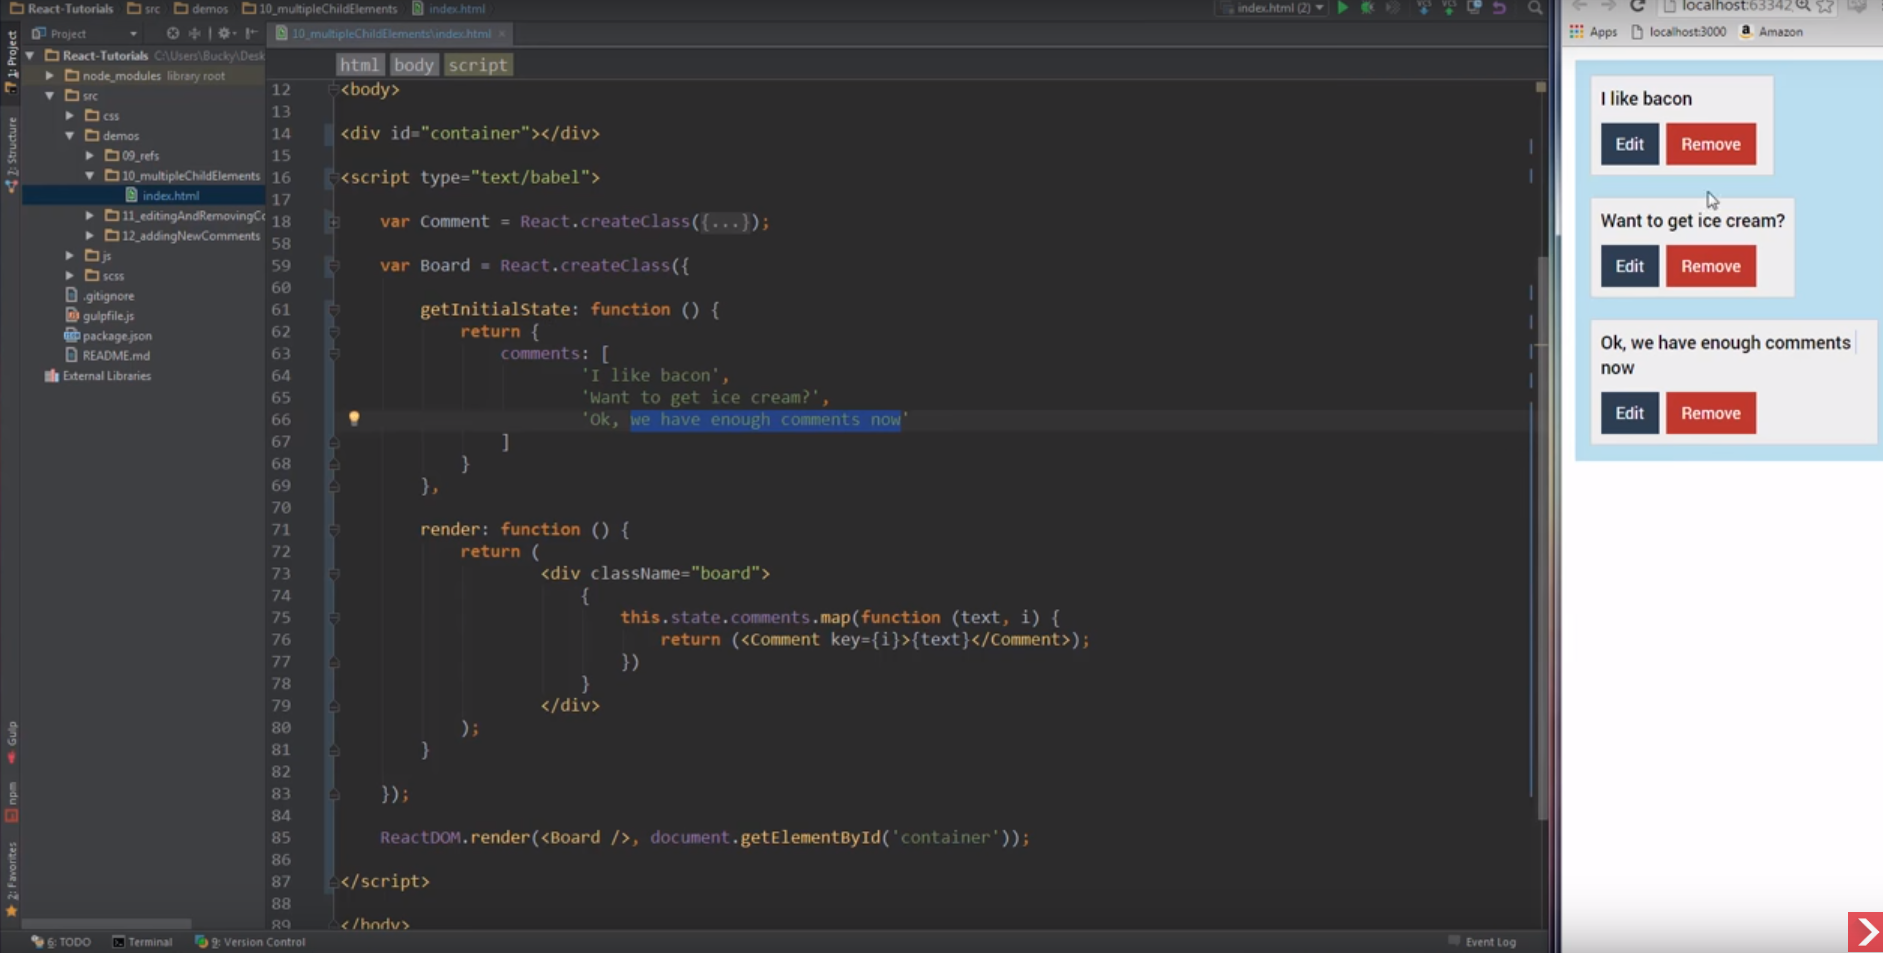 React-Tutorials src demos 10_multipleChildElements index.html
index.html (2)
Project
10_multipleChildElements\index.html
1: Project
2: Structure
Gulp
npm
2: Favorites
React-Tutorials C:\Users\Bucky\Desk
node_modules library root
src
css
demos
09_refs
10_multipleChildElements
index.html
11_editingAndRemovingCo
12_addingNewComments
js
scss
.gitignore
gulpfile.js
package.json
README.md
External Libraries
html body script
12 <body>
13
14 <div id="container"></div>
15
16 <script type="text/babel">
17
18 var Comment = React.createClass({...});
58
59 var Board = React.createClass({
60
61 getInitialState: function () {
62 return {
63 comments: [
64 'I like bacon',
65 'Want to get ice cream?',
66 'Ok, we have enough comments now'
67 ]
68 }
69 },
70
71 render: function () {
72 return (
73 <div className="board">
74 {
75 this.state.comments.map(function (text, i) {
76 return (<Comment key={i}>{text}</Comment>);
77 })
78 }
79 </div>
80 );
81 }
82
83 });
84
85 ReactDOM.render(<Board />, document.getElementById('container'));
86
87 </script>
88
89 </body>
6: TODO Terminal 9: Version Control
Event Log
localhost:63342
Apps localhost:3000 Amazon
I like bacon
Edit Remove
Want to get ice cream?
Edit Remove
Ok, we have enough comments
now
Edit Remove